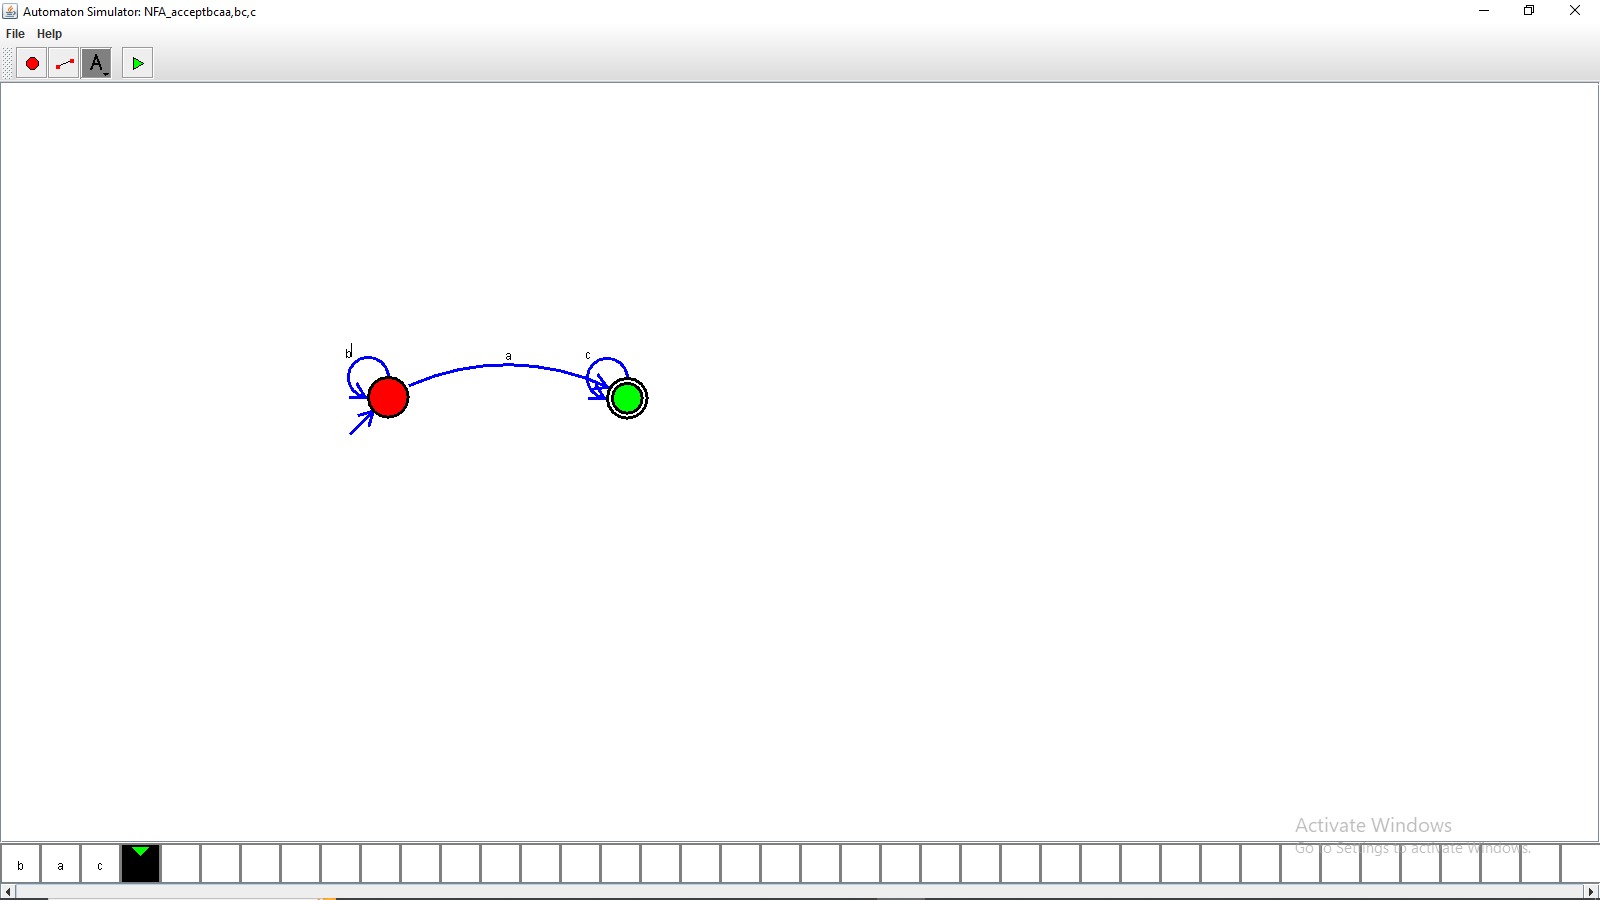 Automaton Simulator: NFA_acceptbcaa,bc,c
File Help
A
b
a
c
Activate Windows
Go to Settings to activate Windows.
b a c